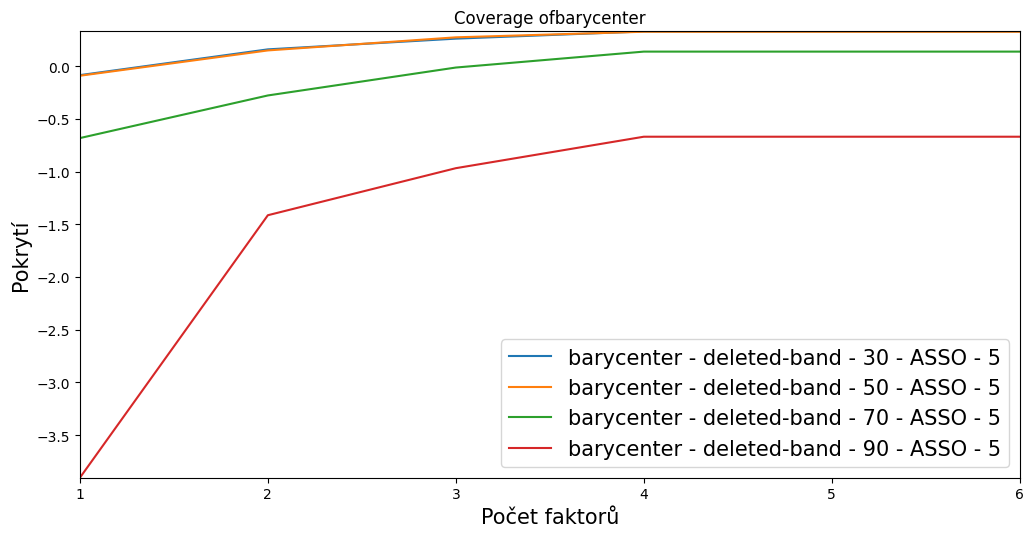 Coverage ofbarycenter
Pokrytí
0.0
−0.5
−1.0
−1.5
−2.0
−2.5
−3.0
−3.5
barycenter - deleted-band - 30 - ASSO - 5
barycenter - deleted-band - 50 - ASSO - 5
barycenter - deleted-band - 70 - ASSO - 5
barycenter - deleted-band - 90 - ASSO - 5
1 2 3 4 5 6
Počet faktorů